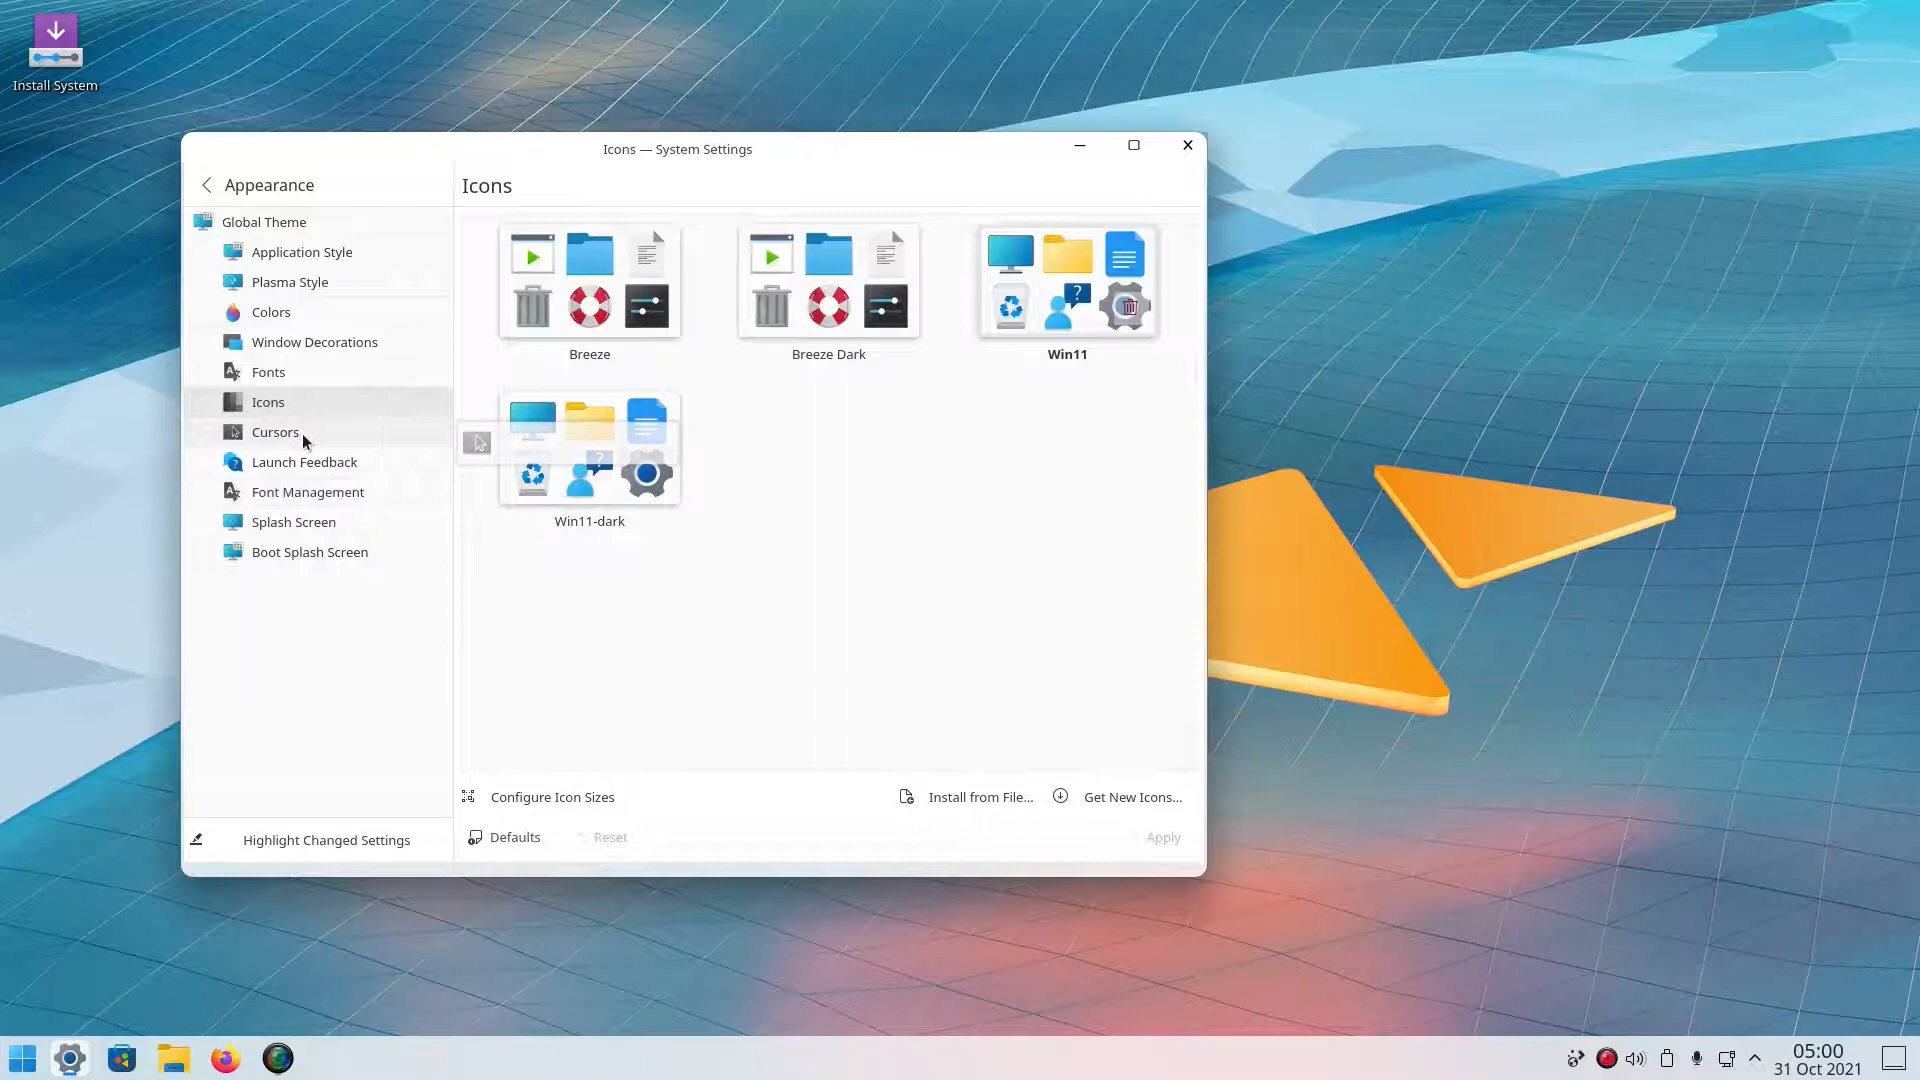 Install System
Icons — System Settings
Appearance
Icons
Global Theme
Application Style
Plasma Style
Colors
Window Decorations
Fonts
Icons
Cursors
Launch Feedback
Font Management
Splash Screen
Boot Splash Screen
Breeze
Breeze Dark
Win11
Win11-dark
Configure Icon Sizes
Install from File...
Get New Icons...
Highlight Changed Settings
Defaults
Reset
Apply
05:00
31 Oct 2021